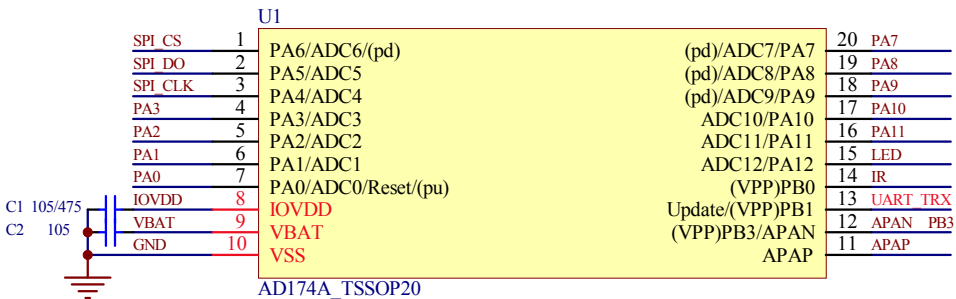 U1
SPI_CS 1 PA6/ADC6/(pd) (pd)/ADC7/PA7 20 PA7
SPI_DO 2 PA5/ADC5 (pd)/ADC8/PA8 19 PA8
SPI_CLK 3 PA4/ADC4 (pd)/ADC9/PA9 18 PA9
PA3 4 PA3/ADC3 ADC10/PA10 17 PA10
PA2 5 PA2/ADC2 ADC11/PA11 16 PA11
PA1 6 PA1/ADC1 ADC12/PA12 15 LED
PA0 7 PA0/ADC0/Reset/(pu) (VPP)PB0 14 IR
C1 105/475 IOVDD 8 IOVDD Update/(VPP)PB1 13 UART_TRX
C2 105 VBAT 9 VBAT (VPP)PB3/APAN 12 APAN PB3
GND 10 VSS APAP 11 APAP
AD174A_TSSOP20